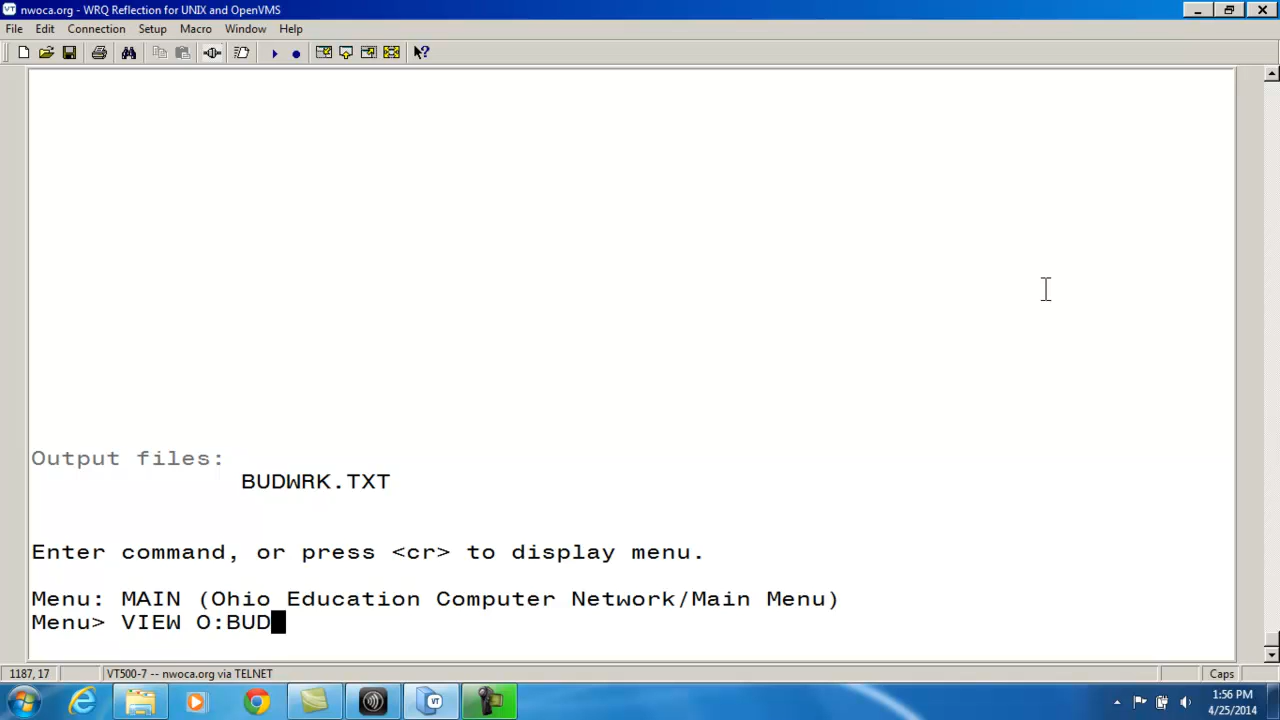 nwoca.org - WRQ Reflection for UNIX and OpenVMS
File Edit Connection Setup Macro Window Help
Output files:
BUDWRK.TXT
Enter command, or press <cr> to display menu.
Menu: MAIN (Ohio Education Computer Network/Main Menu)
Menu> VIEW O:BUD
1187, 17 VT500-7 -- nwoca.org via TELNET Caps
1:56 PM
4/25/2014